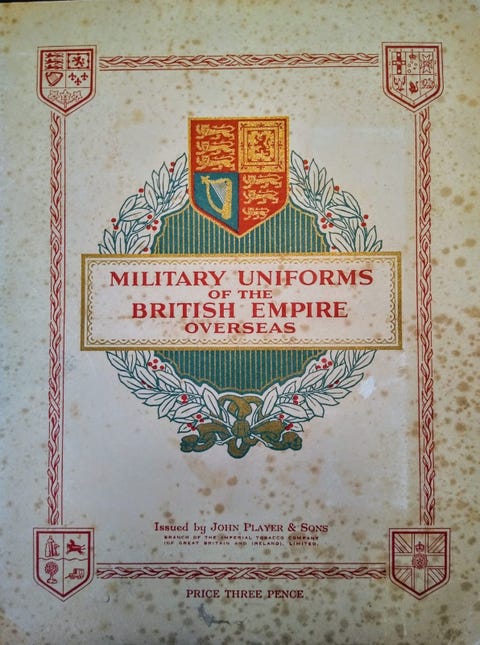 MILITARY UNIFORMS
OF THE
BRITISH EMPIRE
OVERSEAS
Issued by JOHN PLAYER & SONS
BRANCH OF THE IMPERIAL TOBACCO COMPANY
(OF GREAT BRITAIN AND IRELAND), LIMITED.
PRICE THREE PENCE